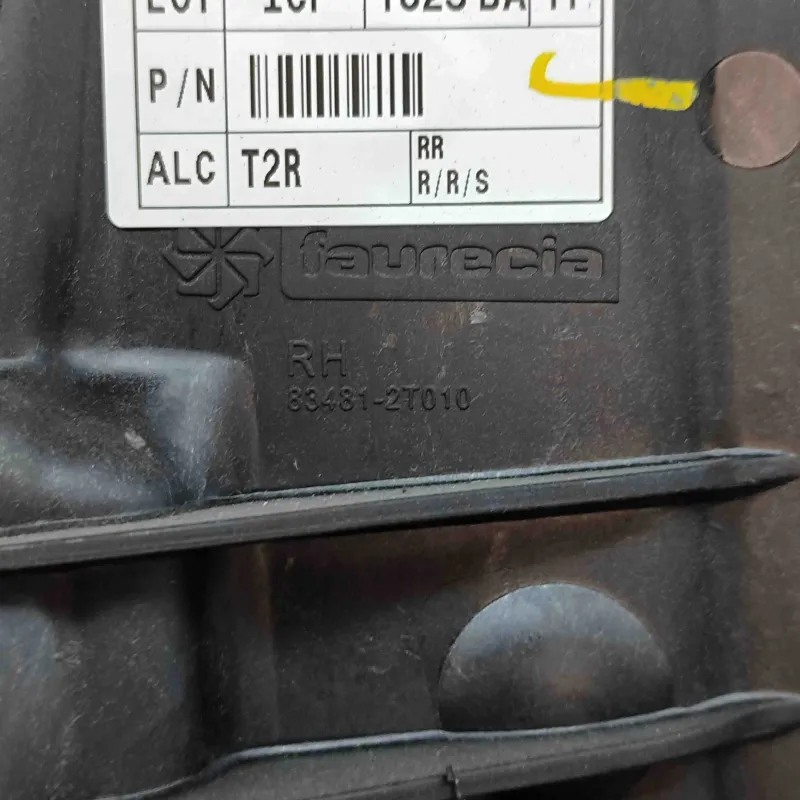 P/N
ALC T2R RR
R/R/S
faurecia
RH
83481-2T010